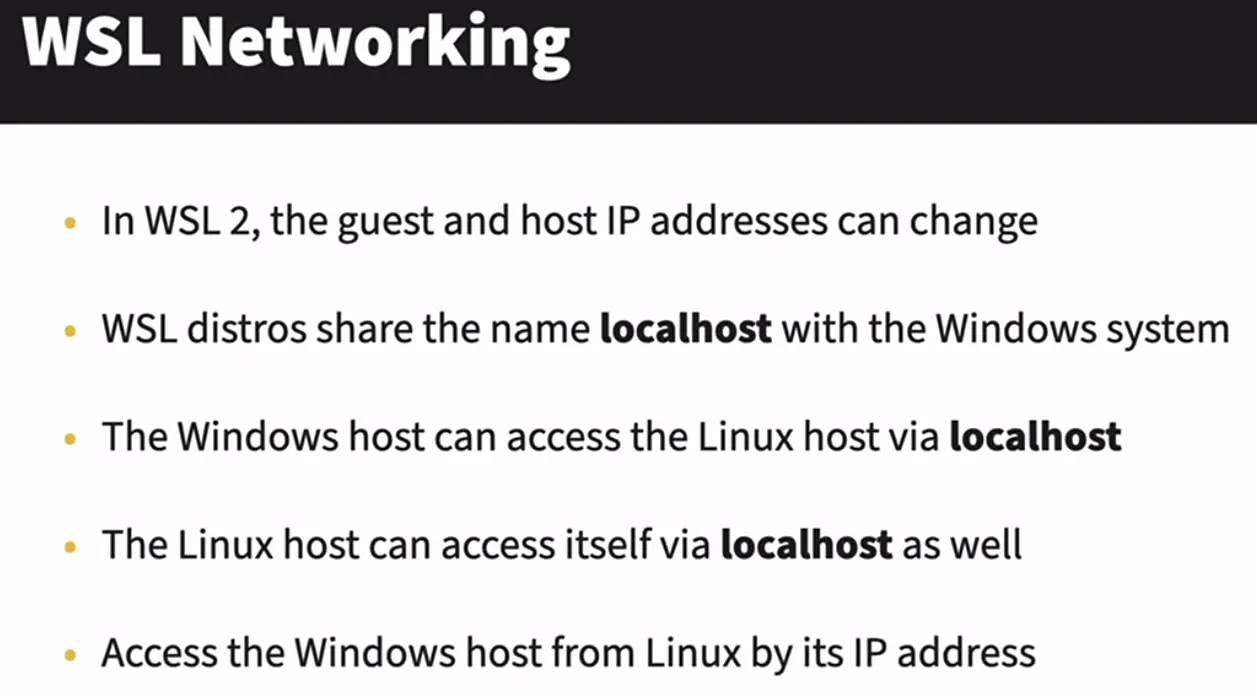 WSL Networking
• In WSL 2, the guest and host IP addresses can change
• WSL distros share the name localhost with the Windows system
• The Windows host can access the Linux host via localhost
• The Linux host can access itself via localhost as well
• Access the Windows host from Linux by its IP address